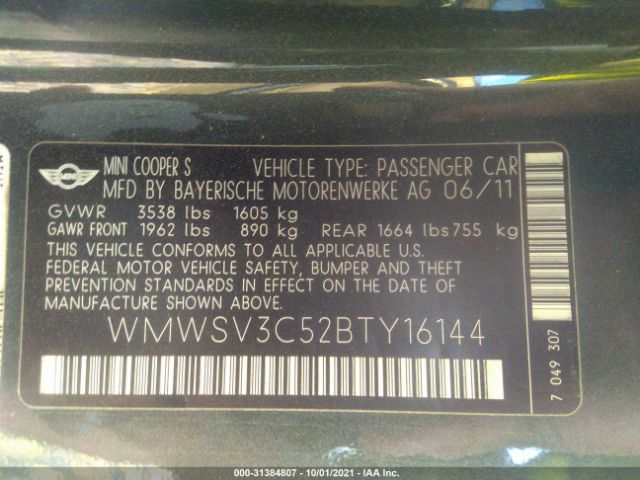 MINI
MINI COOPER S VEHICLE TYPE: PASSENGER CAR
MFD BY BAYERISCHE MOTORENWERKE AG 06/11
GVWR 3538 lbs 1605 kg
GAWR FRONT 1962 lbs 890 kg REAR 1664 lbs 755 kg
THIS VEHICLE CONFORMS TO ALL APPLICABLE U.S.
FEDERAL MOTOR VEHICLE SAFETY, BUMPER AND THEFT
PREVENTION STANDARDS IN EFFECT ON THE DATE OF
MANUFACTURE SHOWN ABOVE.
WMWSV3C52BTY16144
7 049 307
000-31384807 - 10/01/2021 - IAA Inc.